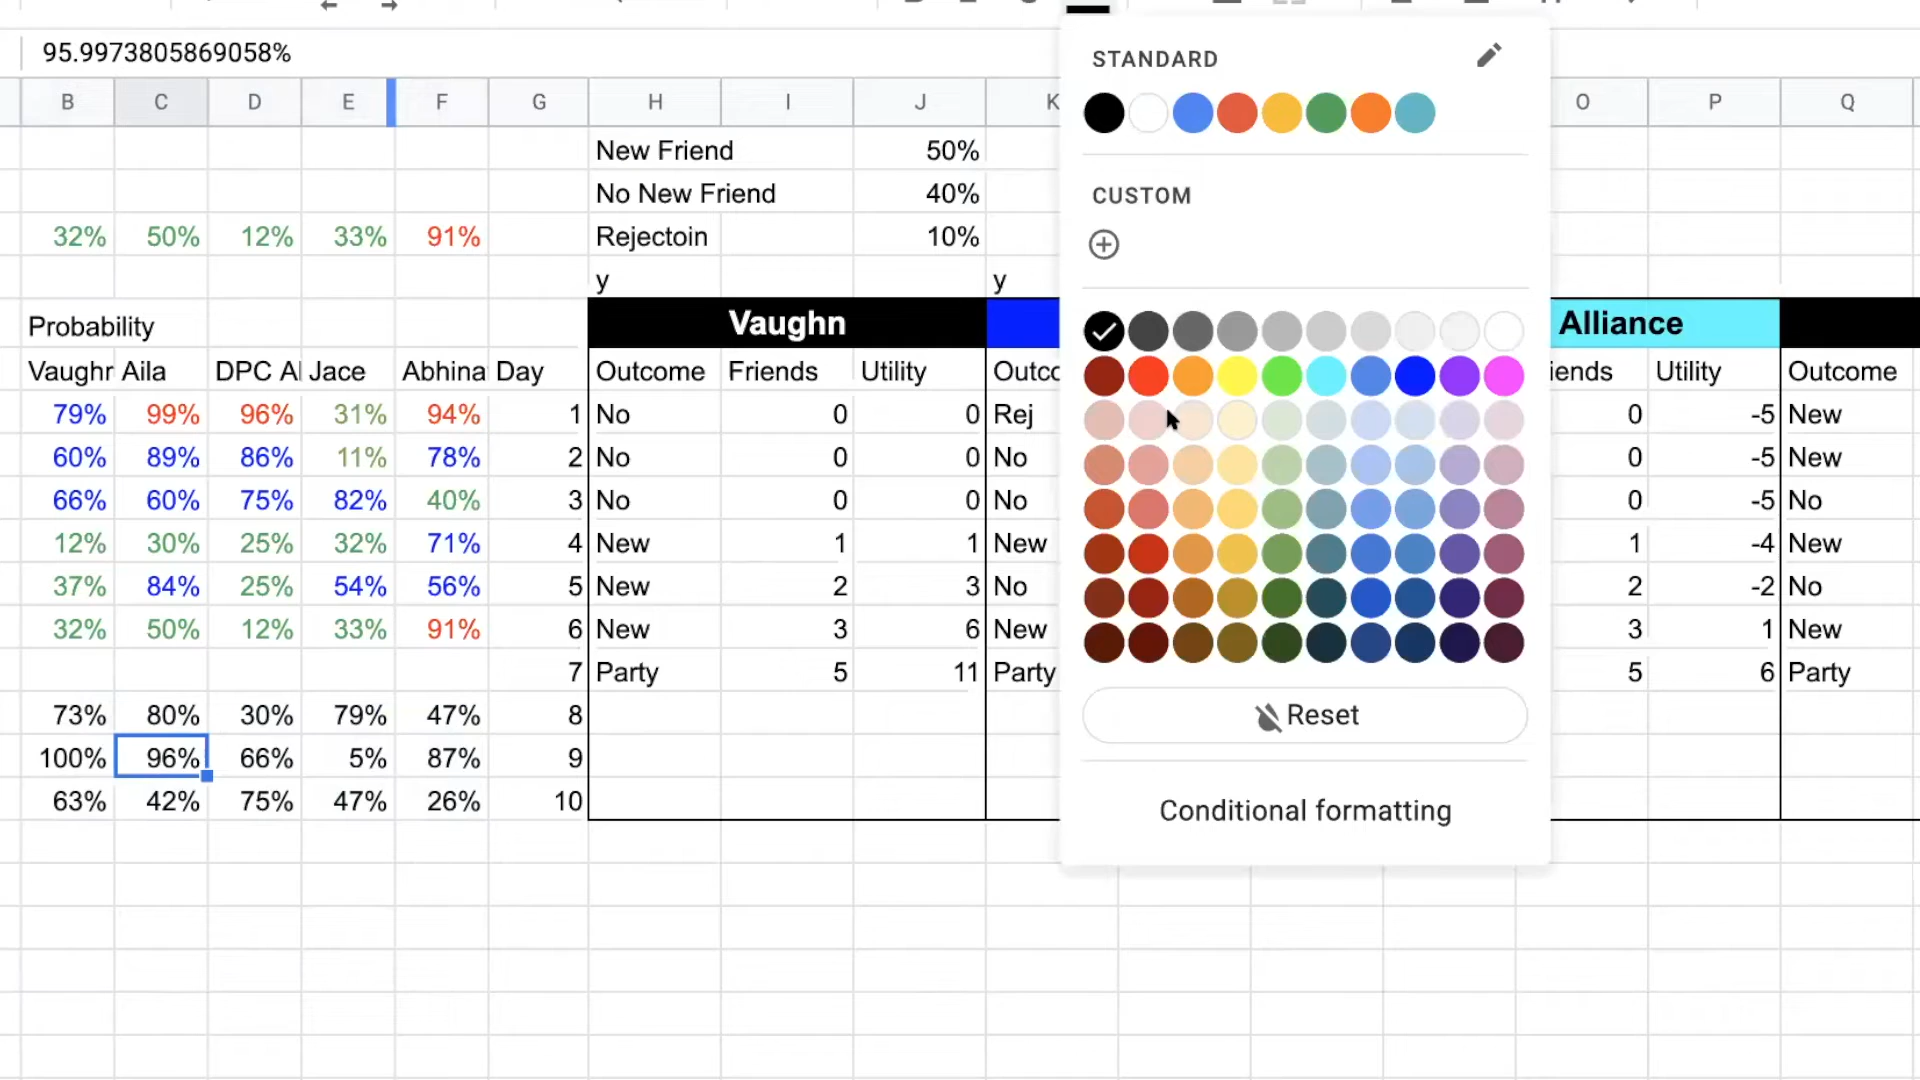 95.9973805869058%
STANDARD
CUSTOM
Reset
Conditional formatting
B C D E F G H I J K O P Q
New Friend 50%
No New Friend 40%
32% 50% 12% 33% 91% Rejectoin 10%
y y
Probability Vaughn Alliance
Vaughr Aila DPC Al Jace Abhina Day Outcome Friends Utility Outco iends Utility Outcome
79% 99% 96% 31% 94% 1 No 0 0 Rej 0 -5 New
60% 89% 86% 11% 78% 2 No 0 0 No 0 -5 New
66% 60% 75% 82% 40% 3 No 0 0 No 0 -5 No
12% 30% 25% 32% 71% 4 New 1 1 New 1 -4 New
37% 84% 25% 54% 56% 5 New 2 3 No 2 -2 No
32% 50% 12% 33% 91% 6 New 3 6 New 3 1 New
7 Party 5 11 Party 5 6 Party
73% 80% 30% 79% 47% 8
100% 96% 66% 5% 87% 9
63% 42% 75% 47% 26% 10